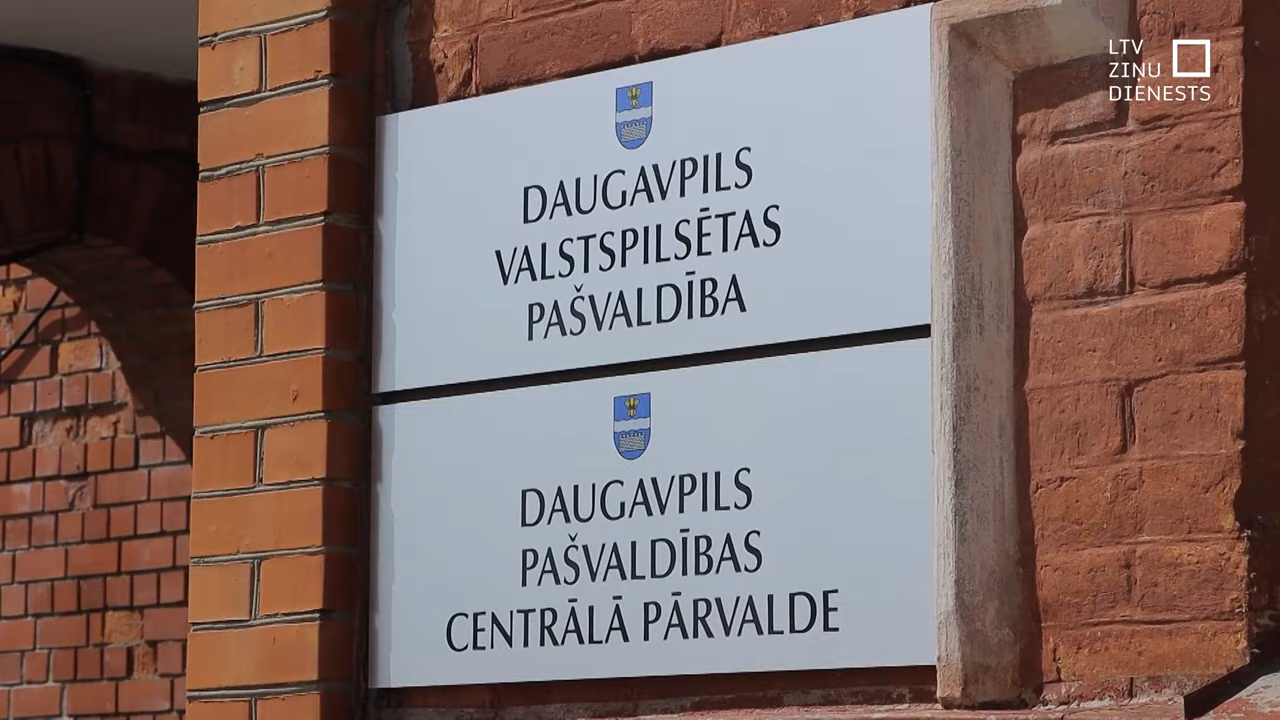 LTV
ZIŅU
DIENESTS
DAUGAVPILS
VALSTSPILSĒTAS
PAŠVALDĪBA
DAUGAVPILS
PAŠVALDĪBAS
CENTRĀLĀ PĀRVALDE